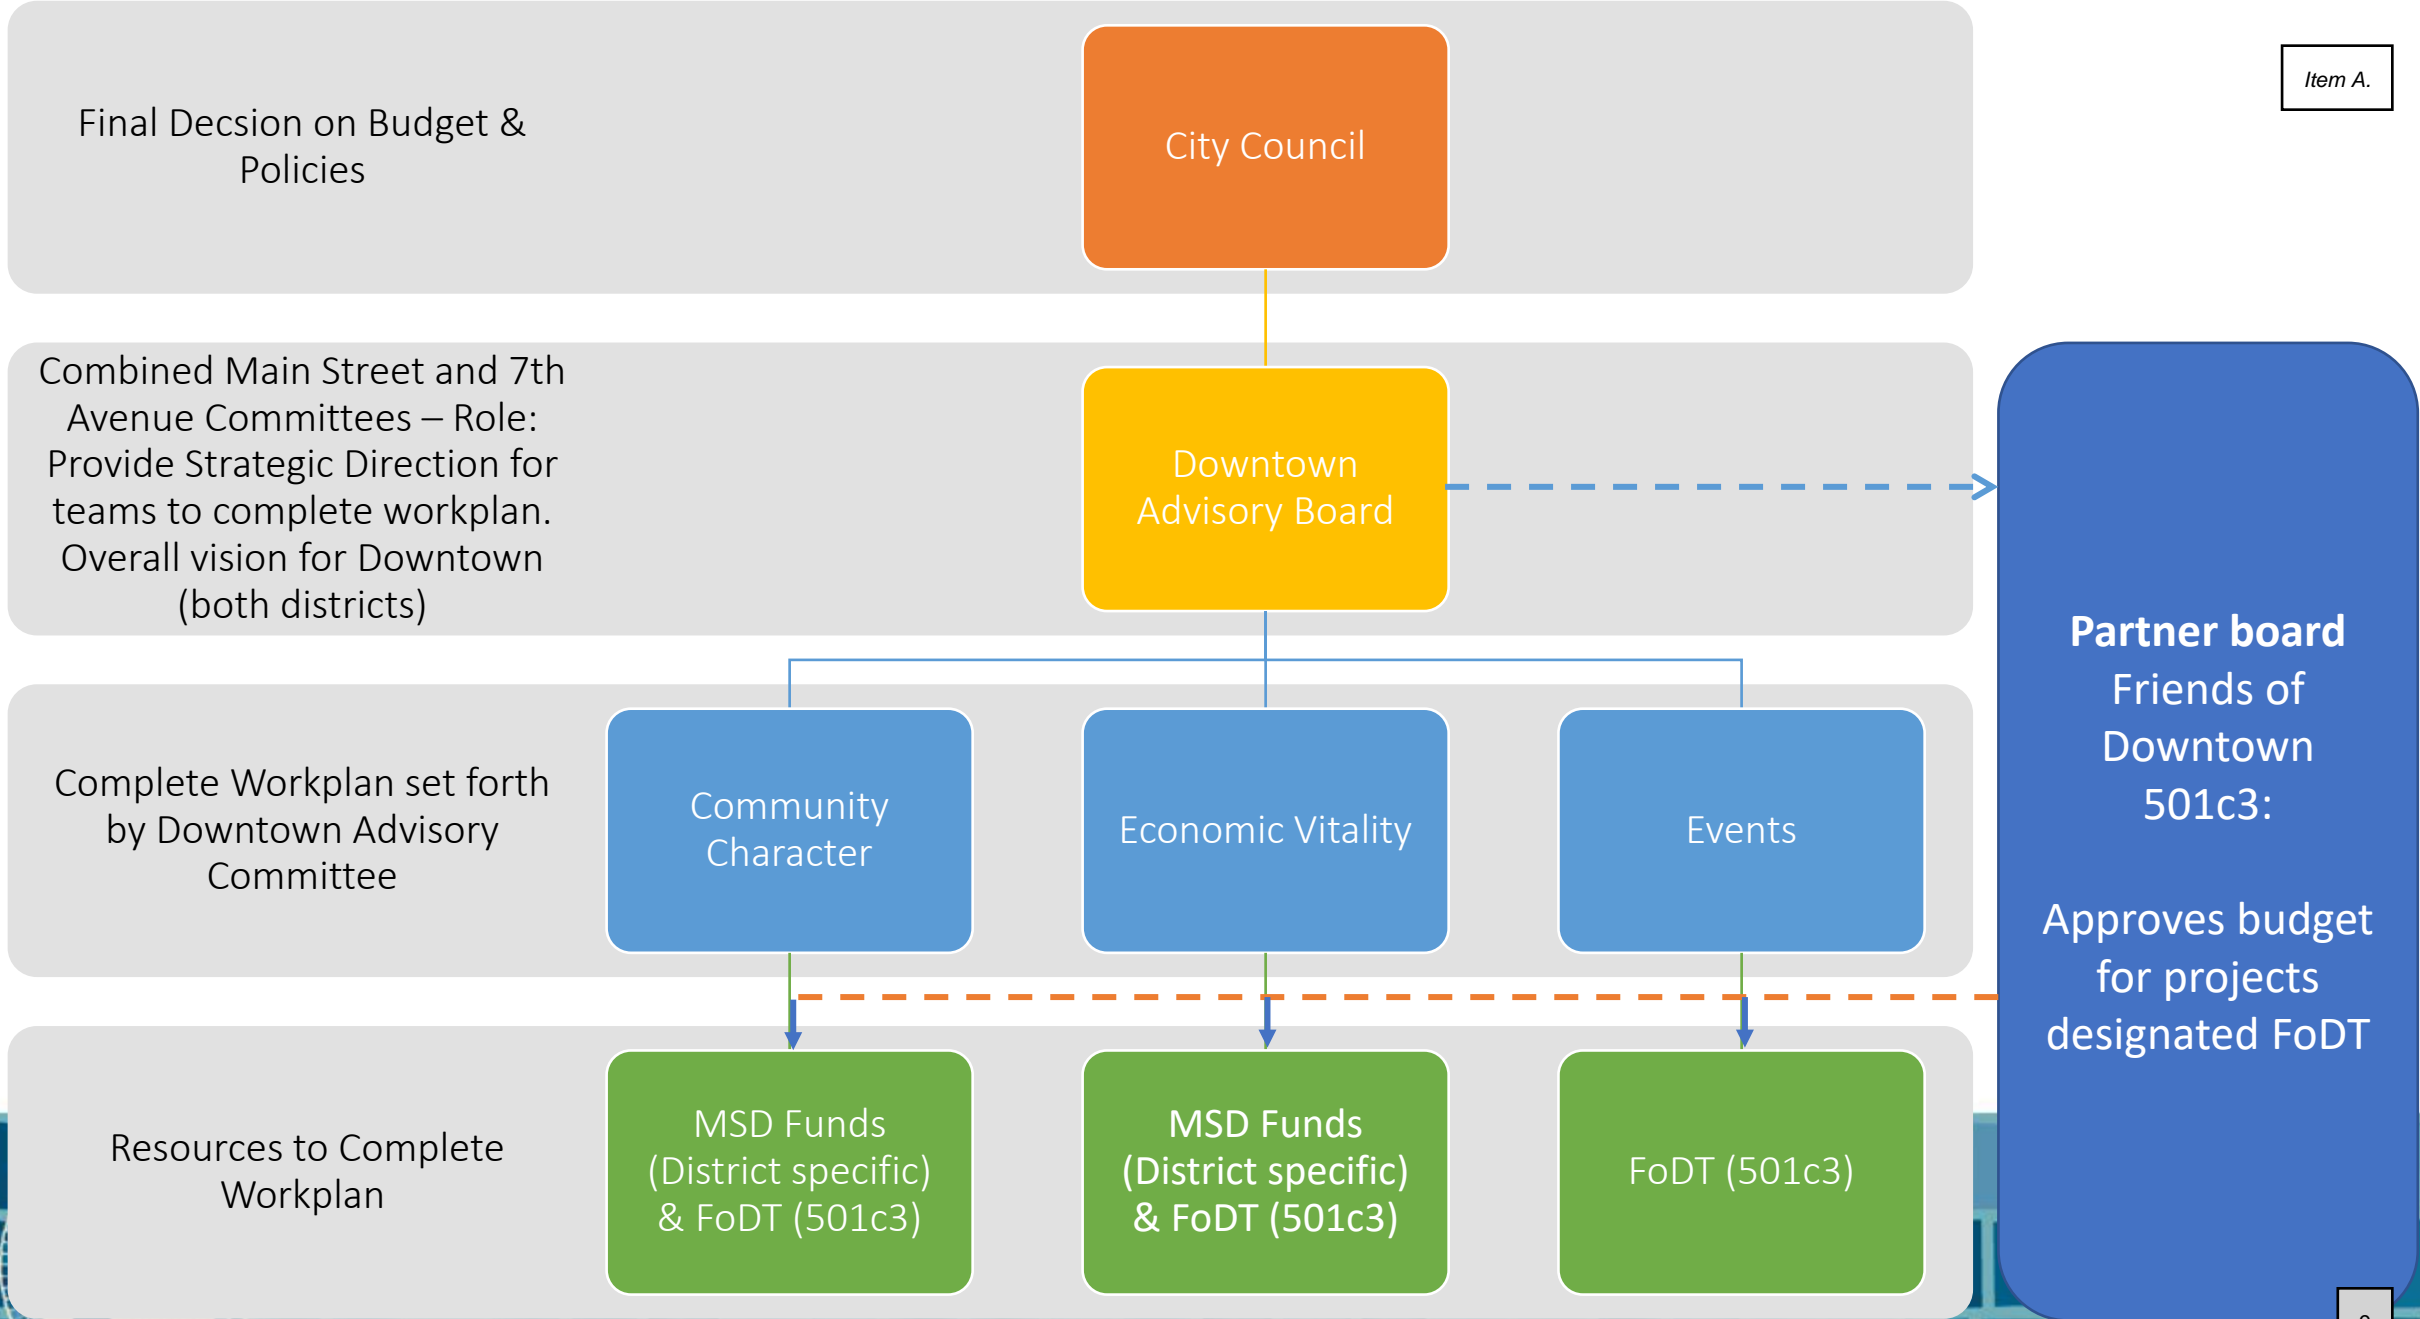 Item A.
Final Decsion on Budget &
Policies
City Council
Combined Main Street and 7th
Avenue Committees – Role:
Provide Strategic Direction for
teams to complete workplan.
Overall vision for Downtown
(both districts)
Downtown
Advisory Board
Partner board
Friends of
Downtown
501c3:
Approves budget
for projects
designated FoDT
Complete Workplan set forth
by Downtown Advisory
Committee
Community
Character
Economic Vitality
Events
Resources to Complete
Workplan
MSD Funds
(District specific)
& FoDT (501c3)
MSD Funds
(District specific)
& FoDT (501c3)
FoDT (501c3)